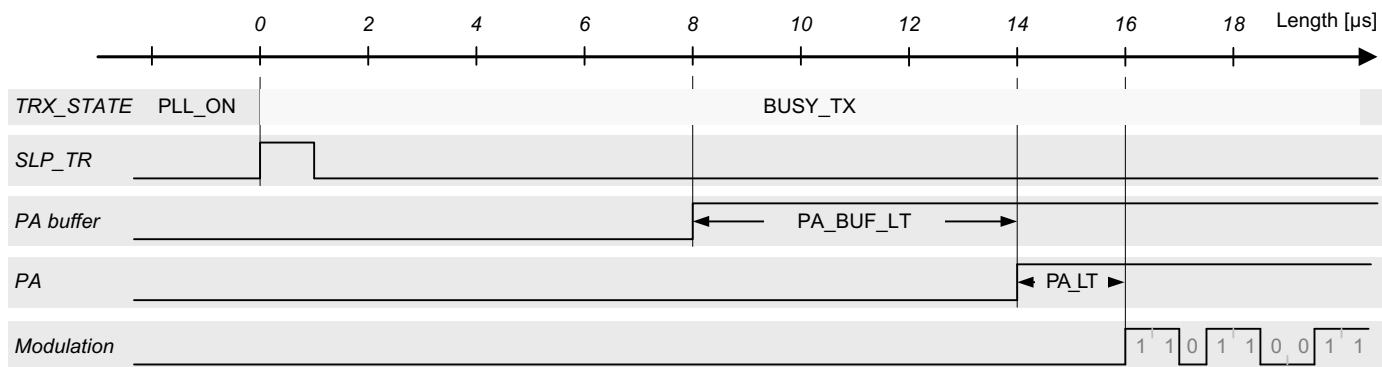 0 2 4 6 8 10 12 14 16 18 Length [µs]
TRX_STATE PLL_ON BUSY_TX
SLP_TR
PA buffer PA_BUF_LT
PA PA_LT
Modulation 1 1 0 1 1 0 0 1 1